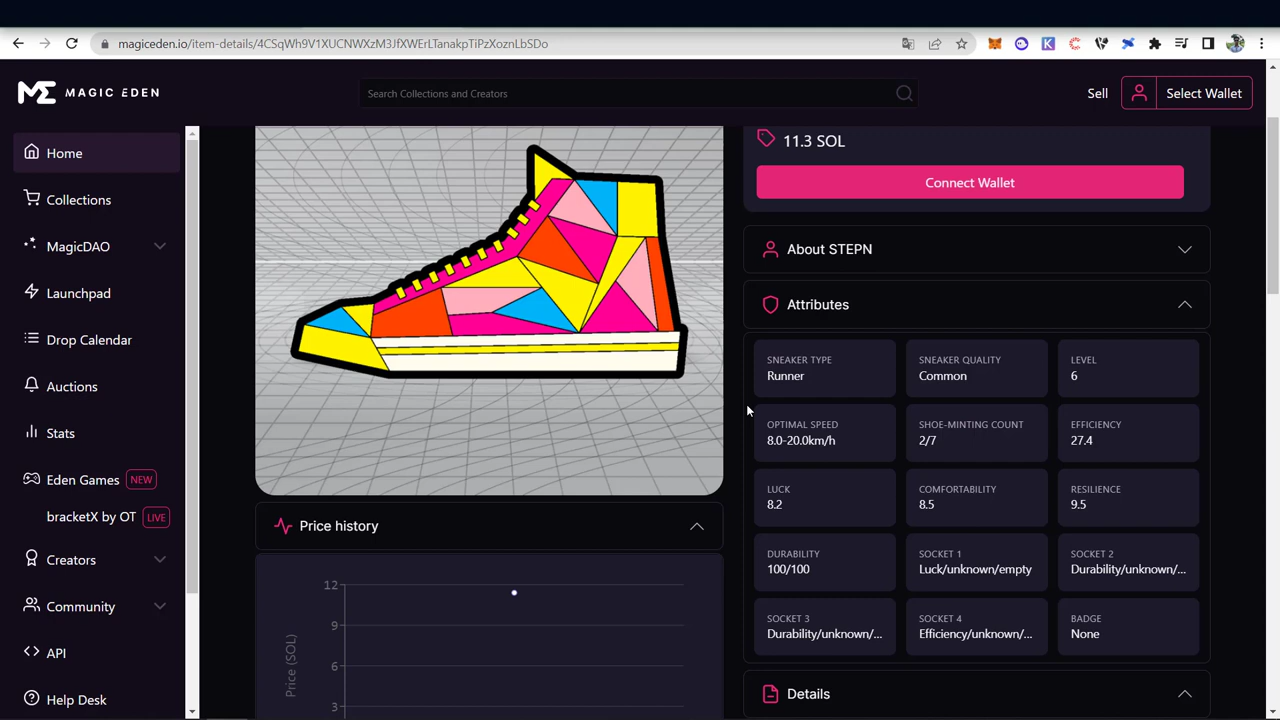 magiceden.io/item-details/4CSqWh9V1XUCNWXzM3JfXWErLTanakpTiPzXoznLbSDo
MAGIC EDEN
Search Collections and Creators
Sell
Select Wallet
Home
Collections
MagicDAO
Launchpad
Drop Calendar
Auctions
Stats
Eden Games NEW
bracketX by OT LIVE
Creators
Community
API
Help Desk
Price history
12
9
6
3
Price (SOL)
11.3 SOL
Connect Wallet
About STEPN
Attributes
SNEAKER TYPE
Runner
SNEAKER QUALITY
Common
LEVEL
6
OPTIMAL SPEED
8.0-20.0km/h
SHOE-MINTING COUNT
2/7
EFFICIENCY
27.4
LUCK
8.2
COMFORTABILITY
8.5
RESILIENCE
9.5
DURABILITY
100/100
SOCKET 1
Luck/unknown/empty
SOCKET 2
Durability/unknown/...
SOCKET 3
Durability/unknown/...
SOCKET 4
Efficiency/unknown/...
BADGE
None
Details